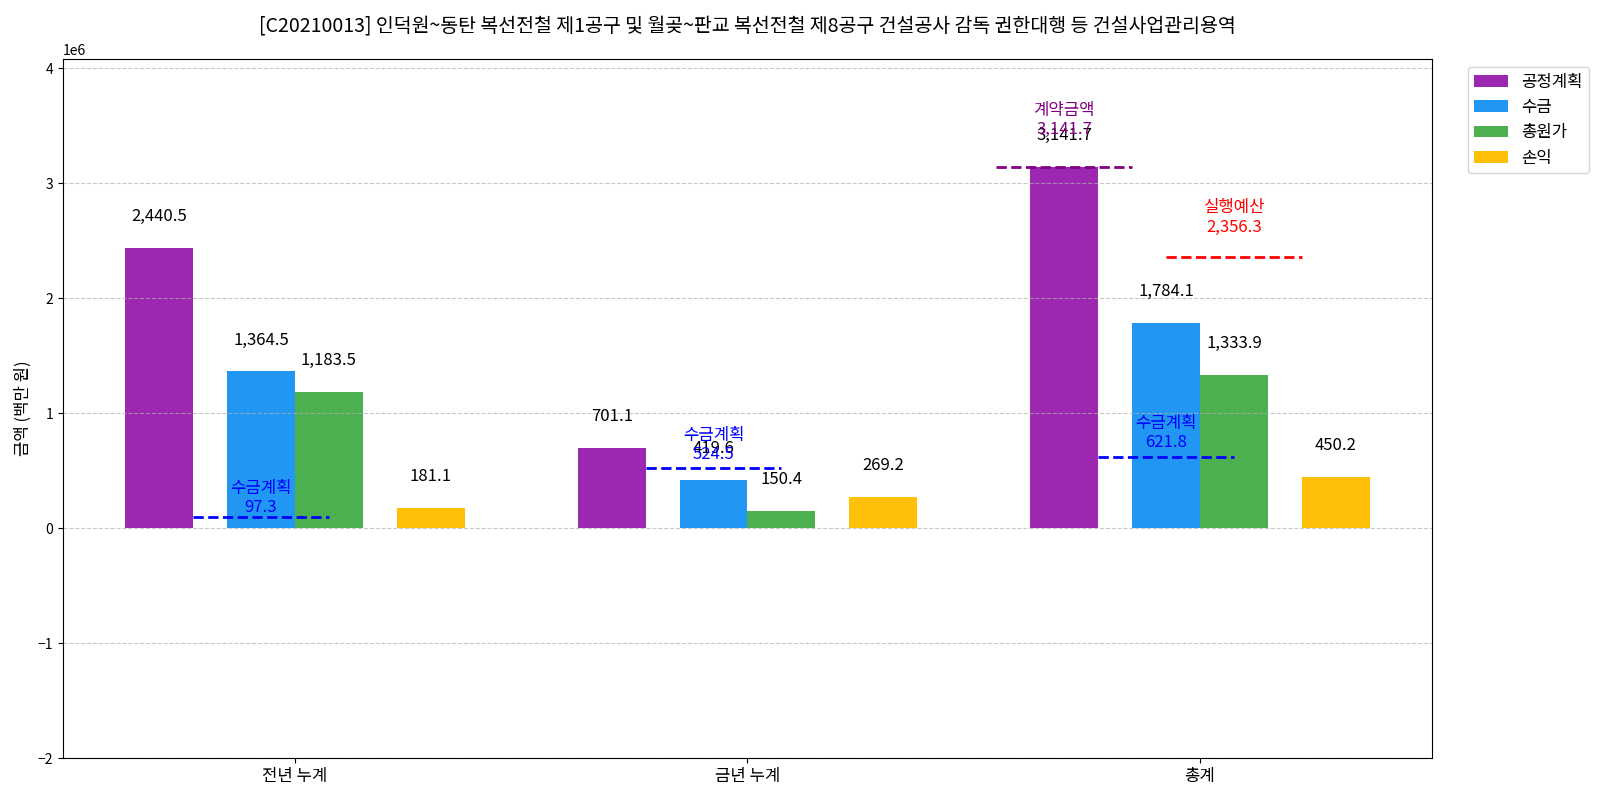 [C20210013] 인덕원~동탄 복선전철 제1공구 및 월곶~판교 복선전철 제8공구 건설공사 감독 권한대행 등 건설사업관리용역
1e6
4
3
2
1
0
−1
−2
금액 (백만 원)
2,440.5
1,364.5
1,183.5
수금계획
97.3
181.1
701.1
수금계획
419.6
524.5
150.4
269.2
계약금액
3,141.7
3,141.7
실행예산
2,356.3
1,784.1
1,333.9
수금계획
621.8
450.2
전년 누계
금년 누계
총계
공정계획
수금
총원가
손익